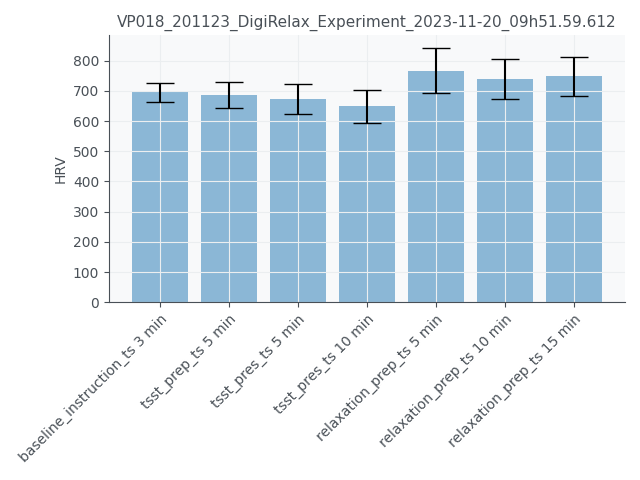 VP018_201123_DigiRelax_Experiment_2023-11-20_09h51.59.612
HRV
800
700
600
500
400
300
200
100
0
baseline_instruction_ts 3 min
tsst_prep_ts 5 min
tsst_pres_ts 5 min
tsst_pres_ts 10 min
relaxation_prep_ts 5 min
relaxation_prep_ts 10 min
relaxation_prep_ts 15 min